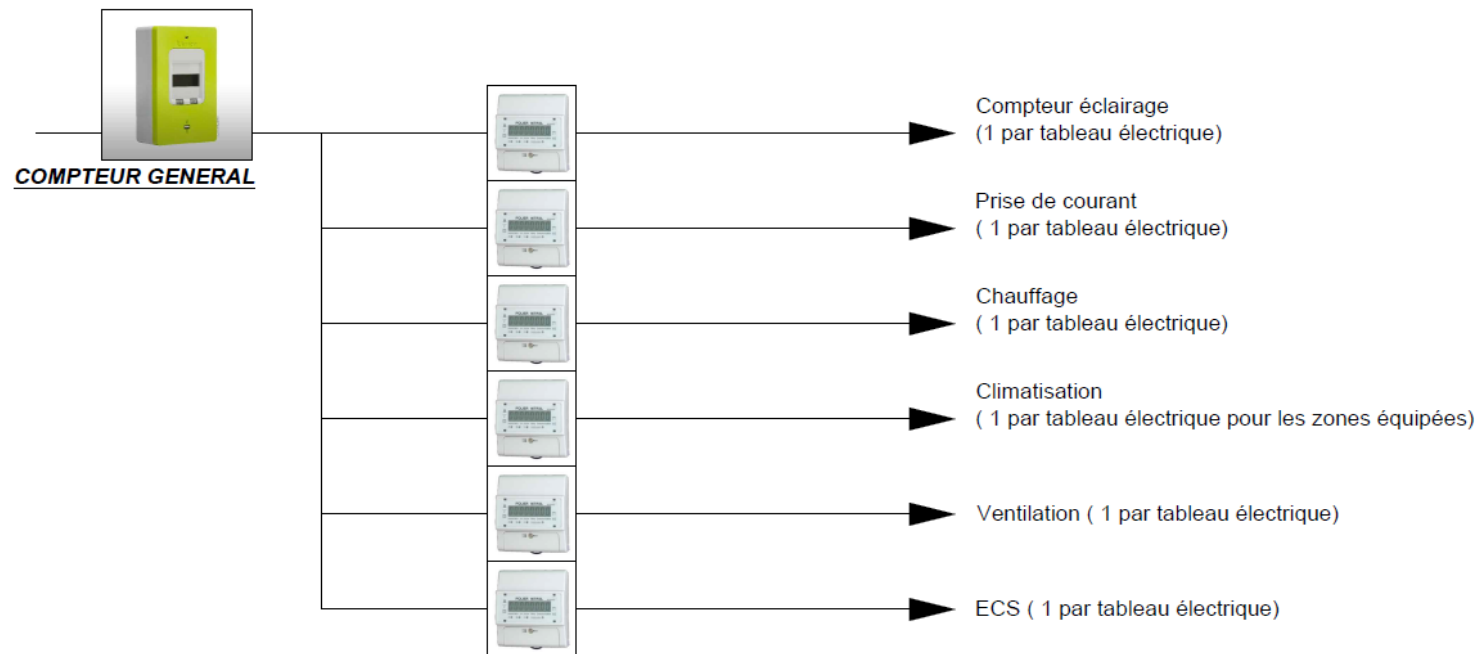 COMPTEUR GENERAL
Compteur éclairage
(1 par tableau électrique)
Prise de courant
( 1 par tableau électrique)
Chauffage
( 1 par tableau électrique)
Climatisation
( 1 par tableau électrique pour les zones équipées)
Ventilation ( 1 par tableau électrique)
ECS ( 1 par tableau électrique)